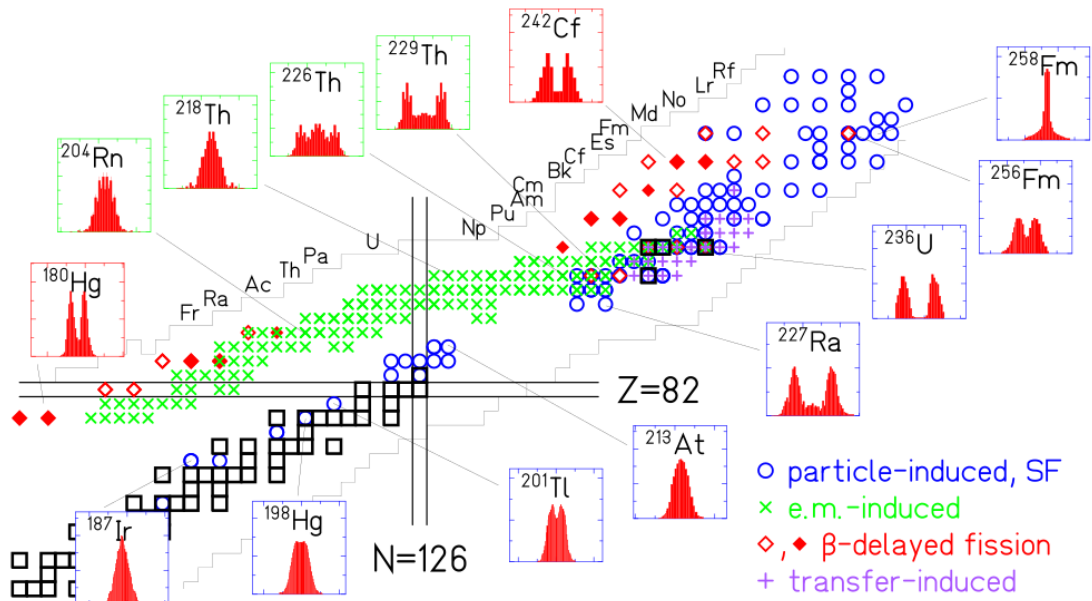 ²⁴²Cf
²²⁹Th
²²⁶Th
²¹⁸Th
²⁰⁴Rn
¹⁸⁰Hg
²⁵⁸Fm
²⁵⁶Fm
²³⁶U
²²⁷Ra
²¹³At
²⁰¹Tl
¹⁹⁸Hg
¹⁸⁷Ir
Rf
Lr
No
Md
Fm
Es
Cf
Bk
Cm
Am
Pu
Np
U
Pa
Th
Ac
Ra
Fr
Z=82
N=126
particle-induced, SF
e.m.-induced
, β-delayed fission
transfer-induced